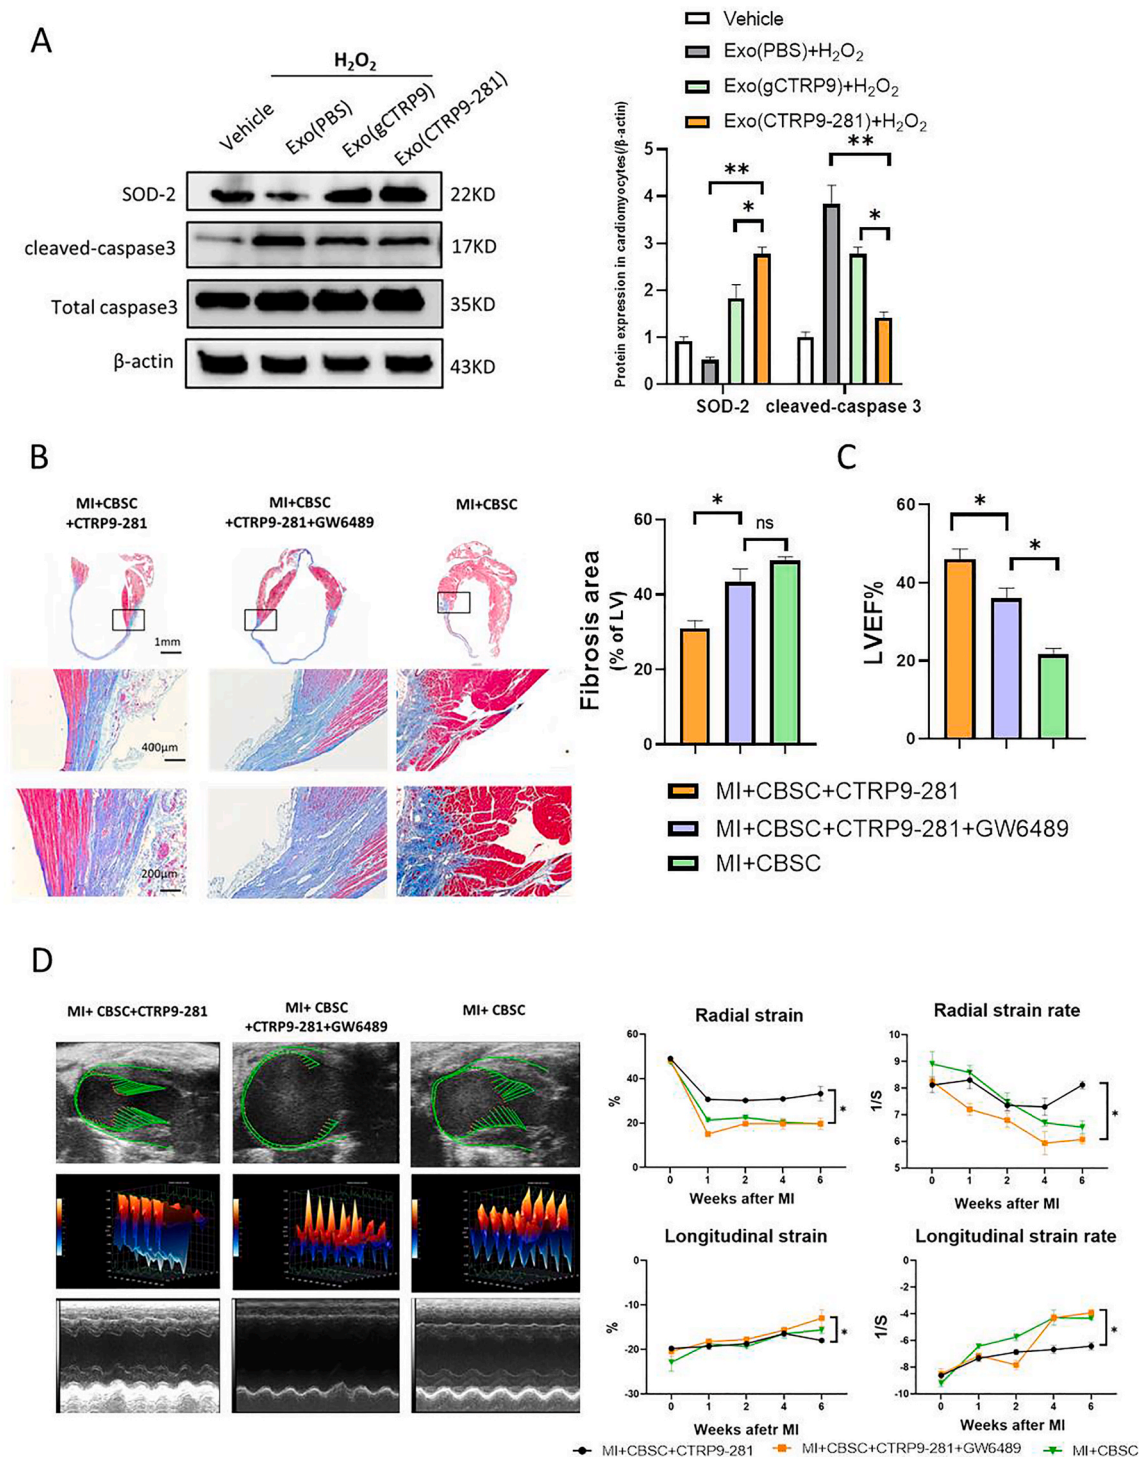 A
H₂O₂
Vehicle
Exo(PBS)
Exo(gCTRP9)
Exo(CTRP9-281)
SOD-2
22KD
cleaved-caspase3
17KD
Total caspase3
35KD
β-actin
43KD
Vehicle
Exo(PBS)+H₂O₂
Exo(gCTRP9)+H₂O₂
Exo(CTRP9-281)+H₂O₂
Protein expression in cardiomyocytes(/β-actin)
5
4
3
2
1
0
**
*
**
*
SOD-2 cleaved-caspase 3
B
MI+CBSC
+CTRP9-281
MI+CBSC
+CTRP9-281+GW6489
MI+CBSC
1mm
400μm
200μm
Fibrosis area
(% of LV)
60
40
20
0
*
ns
C
LVEF%
60
40
20
0
*
*
MI+CBSC+CTRP9-281
MI+CBSC+CTRP9-281+GW6489
MI+CBSC
D
MI+ CBSC+CTRP9-281
MI+ CBSC
+CTRP9-281+GW6489
MI+ CBSC
Radial strain
%
60
40
20
0
*
0 1 2 4 6
Weeks after MI
Radial strain rate
1/S
10
9
8
7
6
5
*
0 1 2 4 6
Weeks after MI
Longitudinal strain
%
0
-10
-20
-30
*
0 1 2 4 6
Weeks afetr MI
Longitudinal strain rate
1/S
0
-2
-4
-6
-8
-10
*
0 1 2 4 6
Weeks after MI
MI+CBSC+CTRP9-281
MI+CBSC+CTRP9-281+GW6489
MI+CBSC